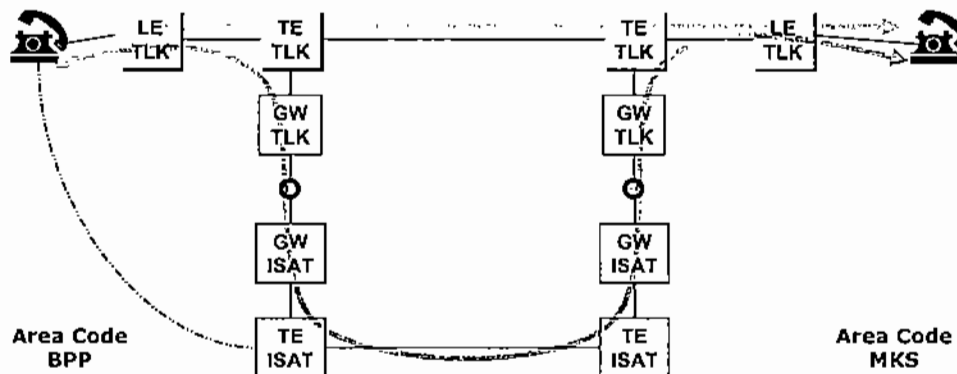 LE
TLK
TE
TLK
TE
TLK
LE
TLK
GW
TLK
GW
TLK
GW
ISAT
GW
ISAT
Area Code
BPP
TE
ISAT
TE
ISAT
Area Code
MKS